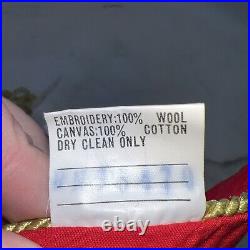 EMBROIDERY:100% WOOL
CANVAS:100% COTTON
DRY CLEAN ONLY